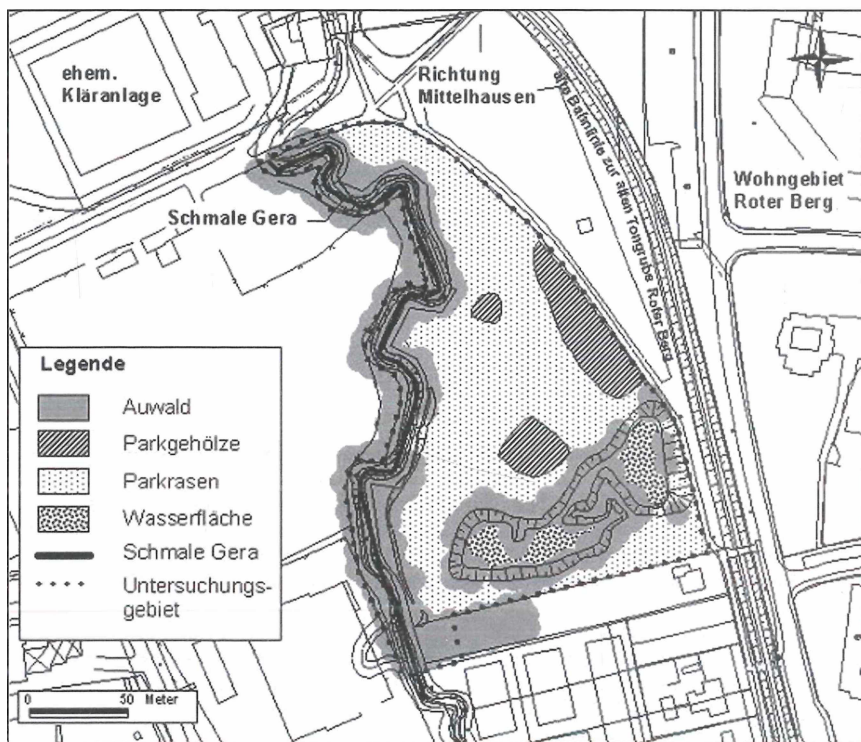 ehem.
Kläranlage
Richtung
Mittelhausen
N
alte Bahnlinie zur alten Tongrube Roter Berg
Wohngebiet
Roter Berg
Schmale Gera
Legende
Auwald
Parkgehölze
Parkrasen
Wasserfläche
Schmale Gera
Untersuchungs-
gebiet
0 50 Meter